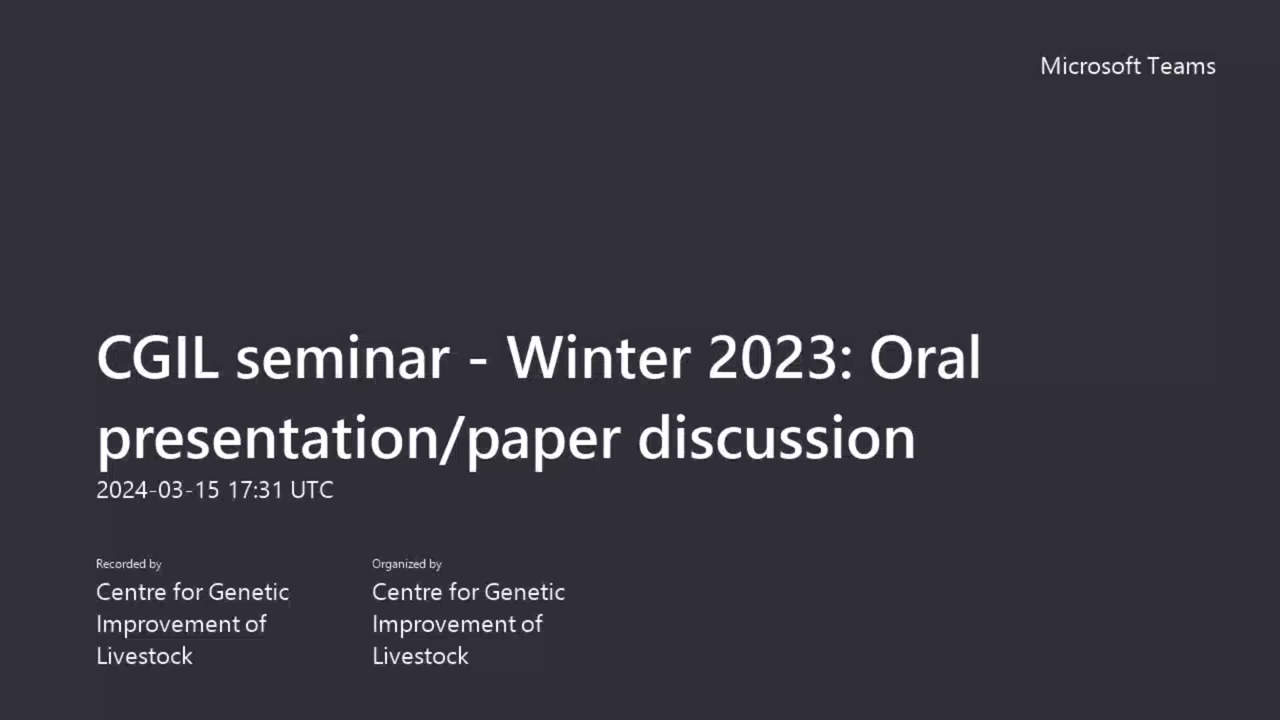 Microsoft Teams
CGIL seminar - Winter 2023: Oral
presentation/paper discussion
2024-03-15 17:31 UTC
Recorded by
Centre for Genetic
Improvement of
Livestock
Organized by
Centre for Genetic
Improvement of
Livestock